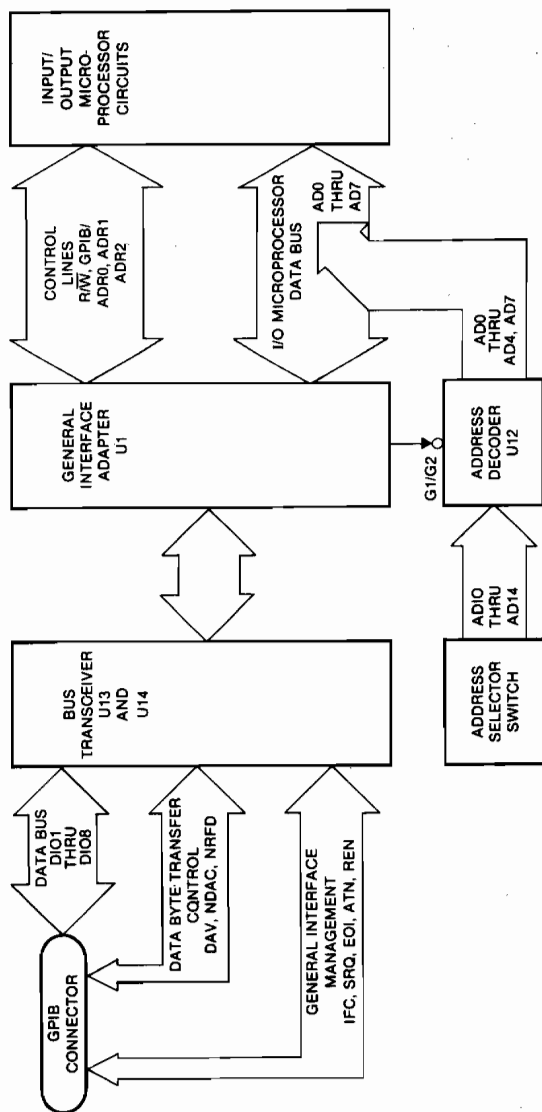 GPIB
CONNECTOR
DATA BUS
DIO1
THRU
DIO8
DATA BYTE TRANSFER
CONTROL
DAV, NDAC, NRFD
GENERAL INTERFACE
MANAGEMENT
IFC, SRQ, EOI, ATN, REN
BUS
TRANSCEIVER
U13
AND
U14
ADDRESS
SELECTOR
SWITCH
ADIO
THRU
AD14
GENERAL
INTERFACE
ADAPTER
U1
G1/G2
ADDRESS
DECODER
U12
CONTROL
LINES
R/W̅, GPIB/
ADR0, ADR1
ADR2
I/O MICROPROCESSOR
DATA BUS
AD0
THRU
AD7
AD0
THRU
AD4, AD7
INPUT/
OUTPUT
MICRO-
PROCESSOR
CIRCUITS